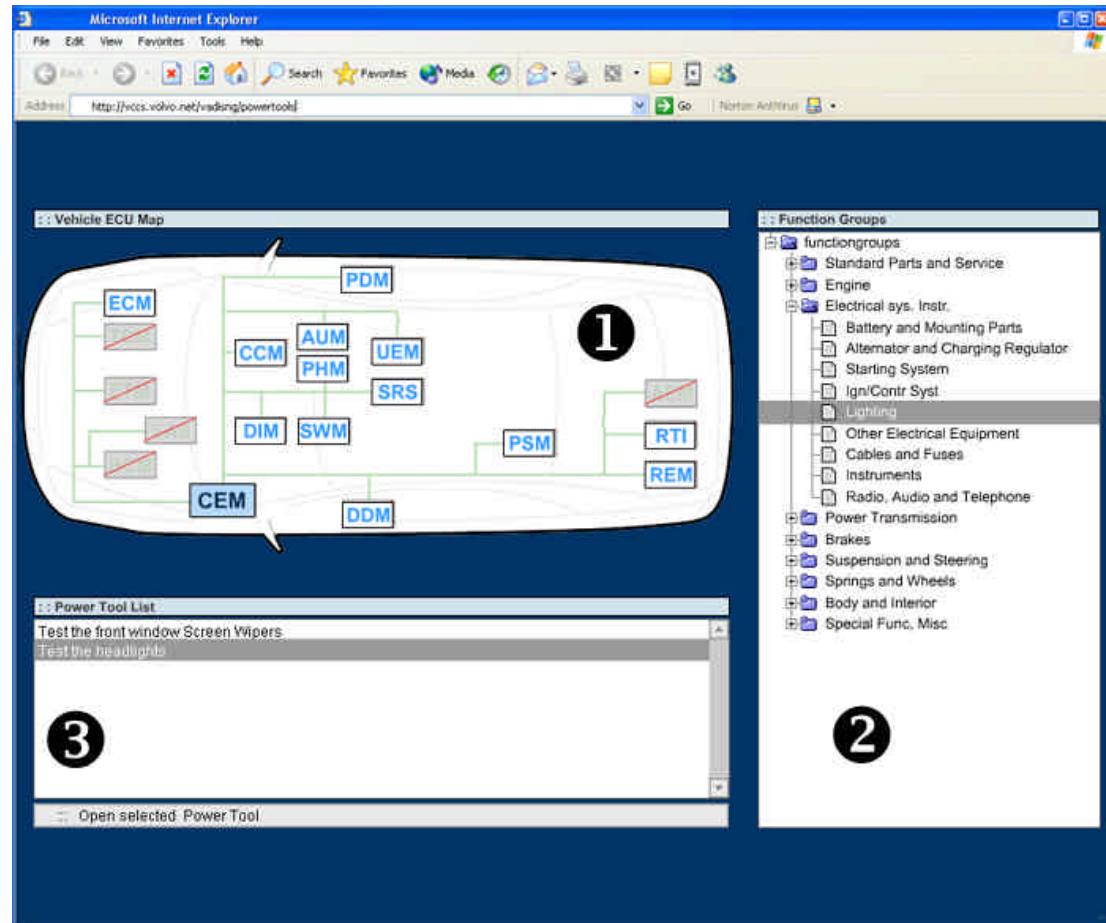 Microsoft Internet Explorer
File Edit View Favorites Tools Help
Back Search Favorites Media
Address http://vccs.volvo.net/vadisng/powertools Go Norton AntiVirus
: : Vehicle ECU Map
PDM
ECM
AUM
CCM
UEM
PHM
SRS
DIM
SWM
PSM
RTI
REM
CEM
DDM
1
: : Power Tool List
Test the front window Screen Wipers
Test the headlights
3
:: Open selected Power Tool
: : Function Groups
functiongroups
Standard Parts and Service
Engine
Electrical sys. Instr.
Battery and Mounting Parts
Alternator and Charging Regulator
Starting System
Ign/Contr Syst
Lighting
Other Electrical Equipment
Cables and Fuses
Instruments
Radio, Audio and Telephone
Power Transmission
Brakes
Suspension and Steering
Springs and Wheels
Body and Interior
Special Func, Misc
2